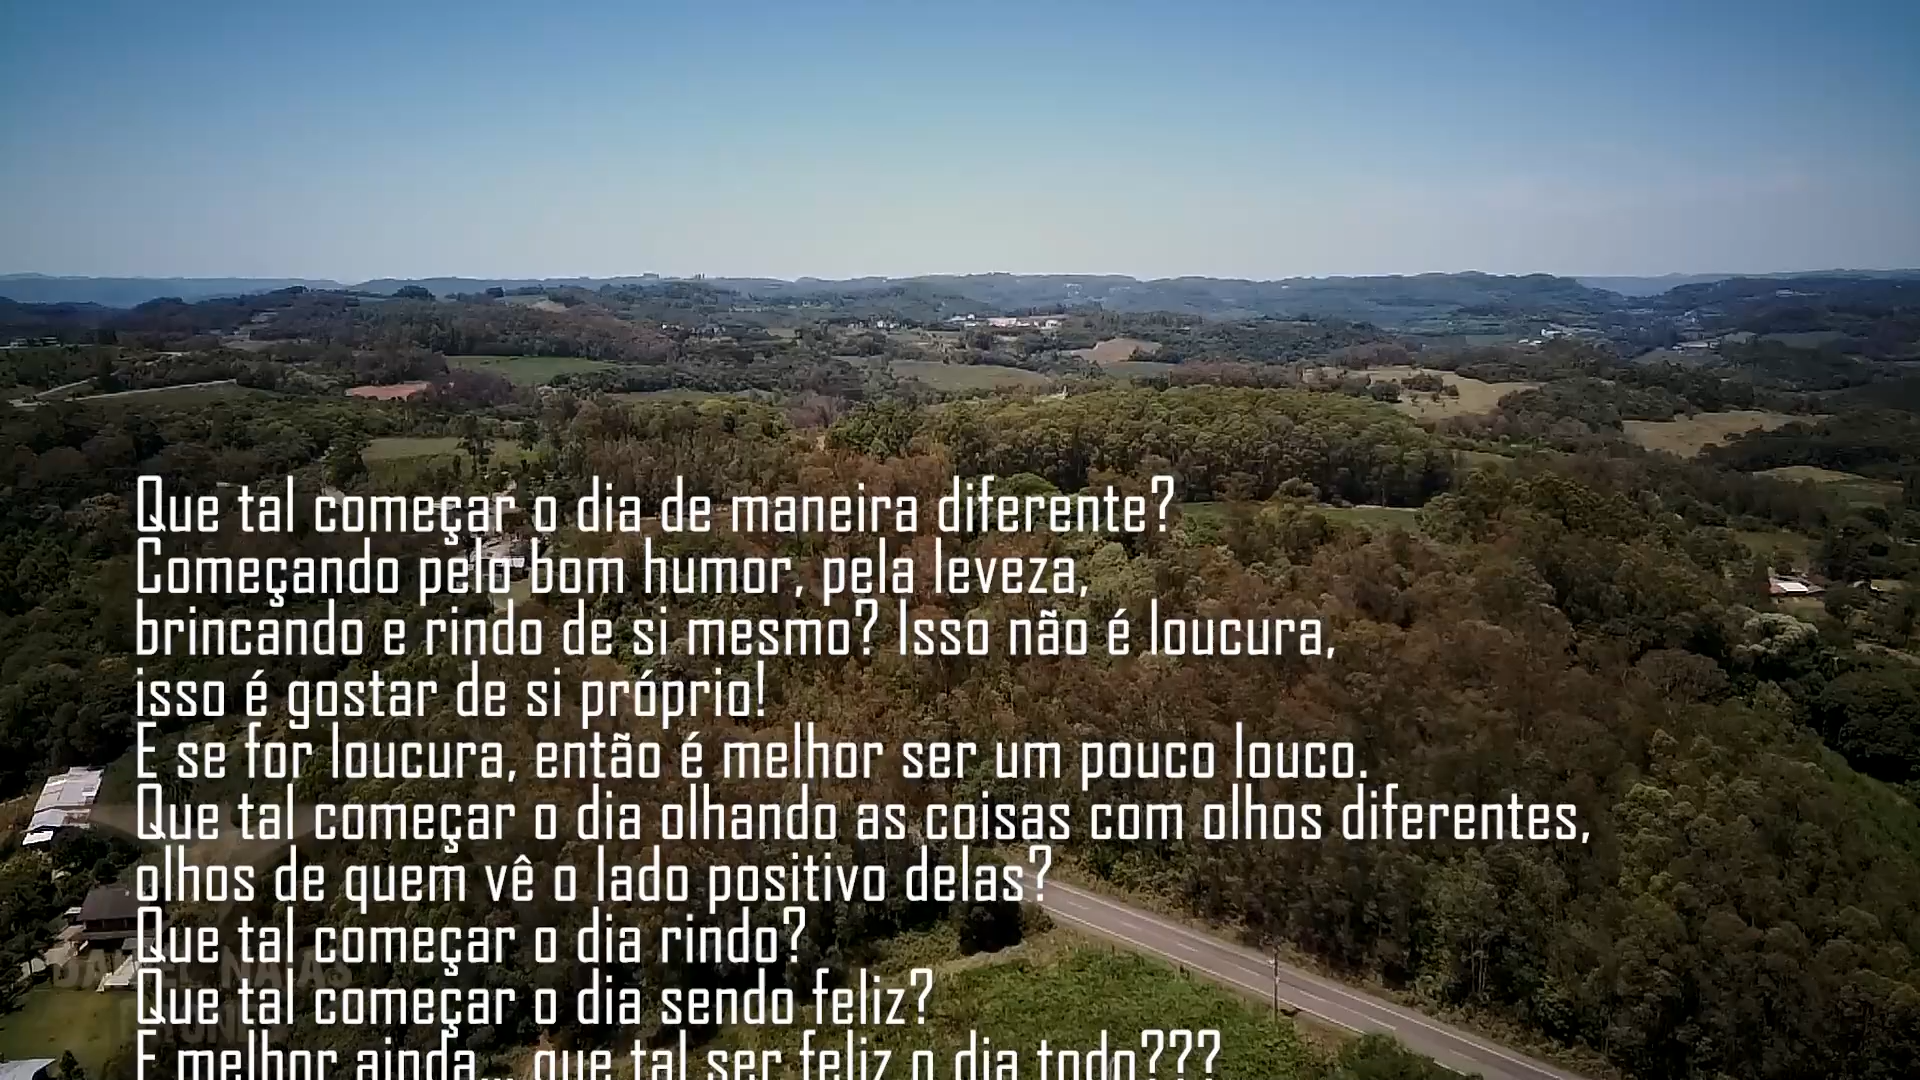 Que tal começar o dia de maneira diferente?
Começando pelo bom humor, pela leveza,
brincando e rindo de si mesmo? Isso não é loucura,
isso é gostar de si próprio!
E se for loucura, então é melhor ser um pouco louco.
Que tal começar o dia olhando as coisas com olhos diferentes,
olhos de quem vê o lado positivo delas?
Que tal começar o dia rindo?
Que tal começar o dia sendo feliz?
E melhor ainda... que tal ser feliz o dia todo???